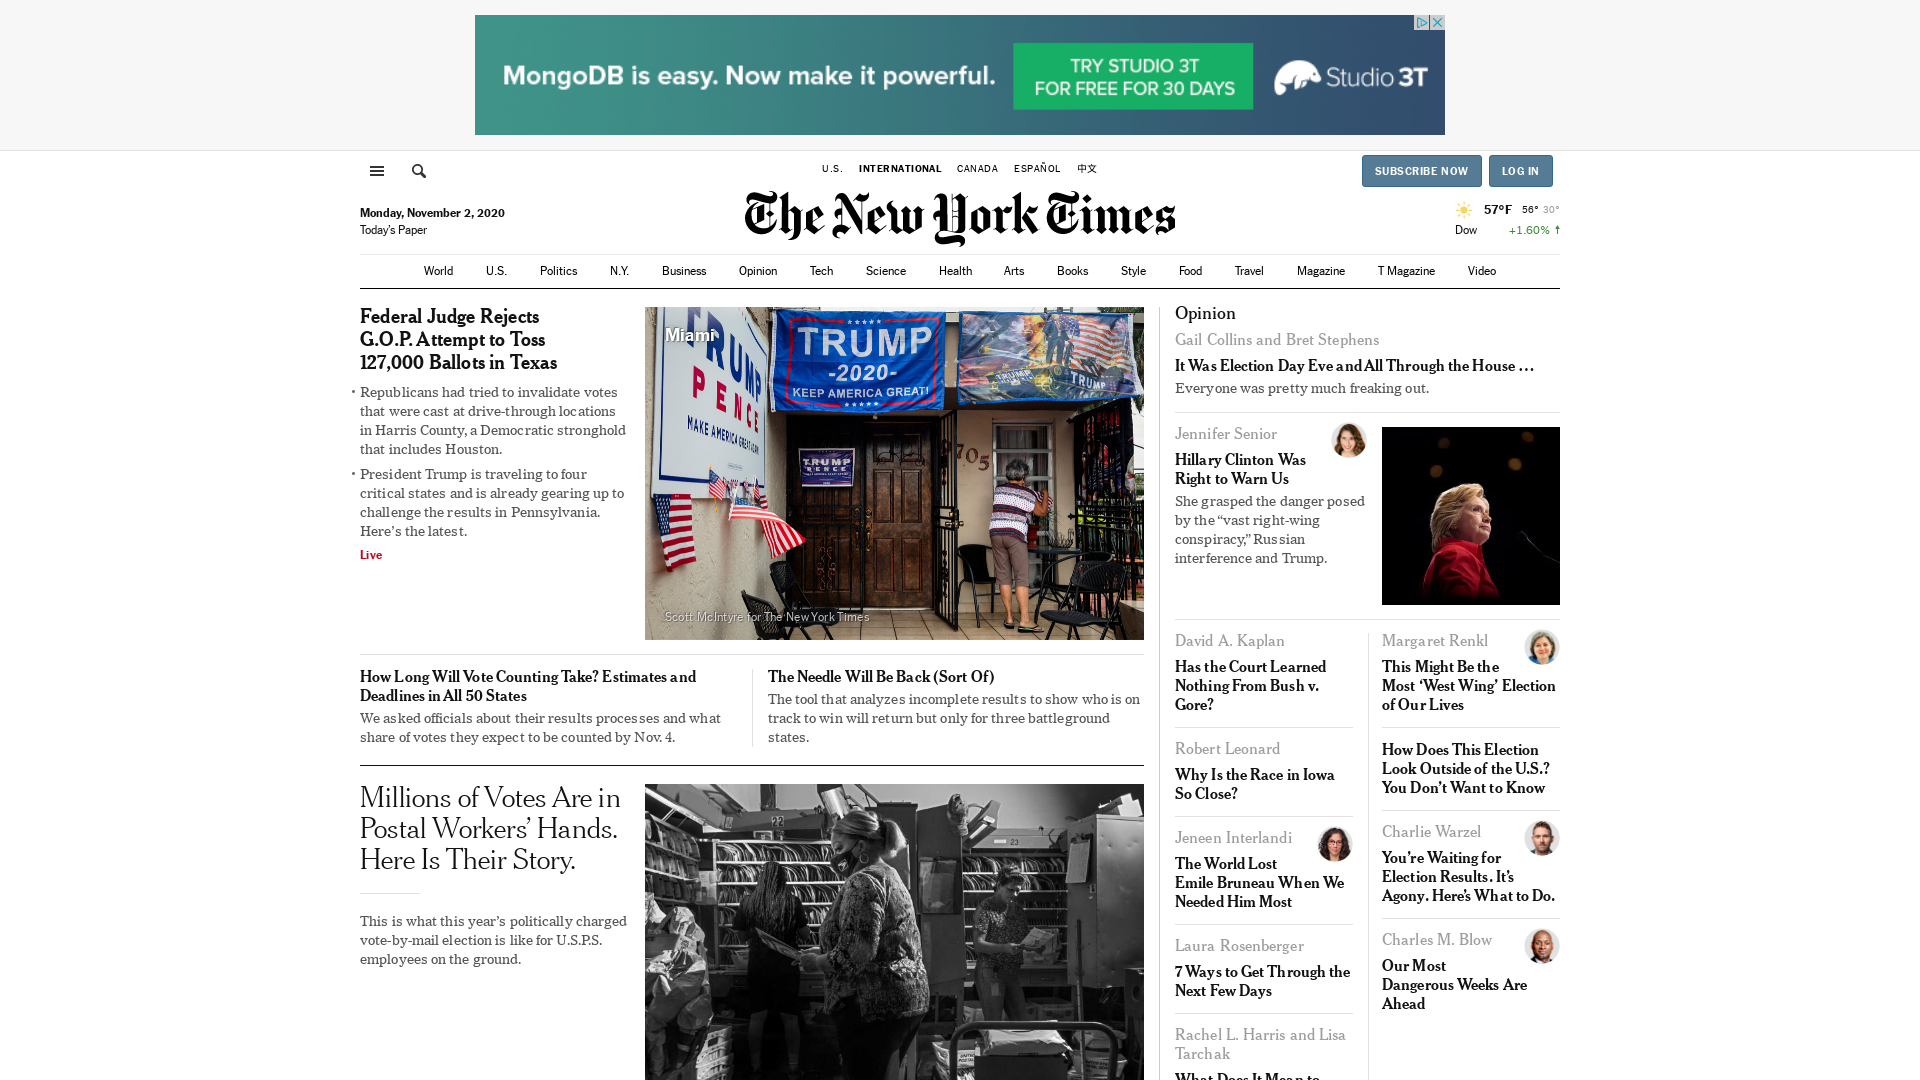 MongoDB is easy. Now make it powerful.
TRY STUDIO 3T
FOR FREE FOR 30 DAYS
Studio 3T
U.S. INTERNATIONAL CANADA ESPAÑOL 中文
SUBSCRIBE NOW LOG IN
The New York Times
Monday, November 2, 2020
Today's Paper
57°F 56° 30°
Dow +1.60% ↑
World U.S. Politics N.Y. Business Opinion Tech Science Health Arts Books Style Food Travel Magazine T Magazine Video
Federal Judge Rejects
G.O.P. Attempt to Toss
127,000 Ballots in Texas
• Republicans had tried to invalidate votes
that were cast at drive-through locations
in Harris County, a Democratic stronghold
that includes Houston.
• President Trump is traveling to four
critical states and is already gearing up to
challenge the results in Pennsylvania.
Here's the latest.
Live
Miami
TRUMP
PENCE
MAKE AMERICA GREAT AGAIN
TRUMP
-2020-
KEEP AMERICA GREAT!
TRUMP
TRUMP
PENCE
705
Scott McIntyre for The New York Times
How Long Will Vote Counting Take? Estimates and
Deadlines in All 50 States
We asked officials about their results processes and what
share of votes they expect to be counted by Nov. 4.
The Needle Will Be Back (Sort Of)
The tool that analyzes incomplete results to show who is on
track to win will return but only for three battleground
states.
Millions of Votes Are in
Postal Workers' Hands.
Here Is Their Story.
This is what this year's politically charged
vote-by-mail election is like for U.S.P.S.
employees on the ground.
22
23
Opinion
Gail Collins and Bret Stephens
It Was Election Day Eve and All Through the House …
Everyone was pretty much freaking out.
Jennifer Senior
Hillary Clinton Was
Right to Warn Us
She grasped the danger posed
by the “vast right-wing
conspiracy,” Russian
interference and Trump.
David A. Kaplan
Has the Court Learned
Nothing From Bush v.
Gore?
Robert Leonard
Why Is the Race in Iowa
So Close?
Jeneen Interlandi
The World Lost
Emile Bruneau When We
Needed Him Most
Laura Rosenberger
7 Ways to Get Through the
Next Few Days
Rachel L. Harris and Lisa
Tarchak
What Does It Mean to
Margaret Renkl
This Might Be the
Most ‘West Wing’ Election
of Our Lives
How Does This Election
Look Outside of the U.S.?
You Don't Want to Know
Charlie Warzel
You're Waiting for
Election Results. It's
Agony. Here's What to Do.
Charles M. Blow
Our Most
Dangerous Weeks Are
Ahead